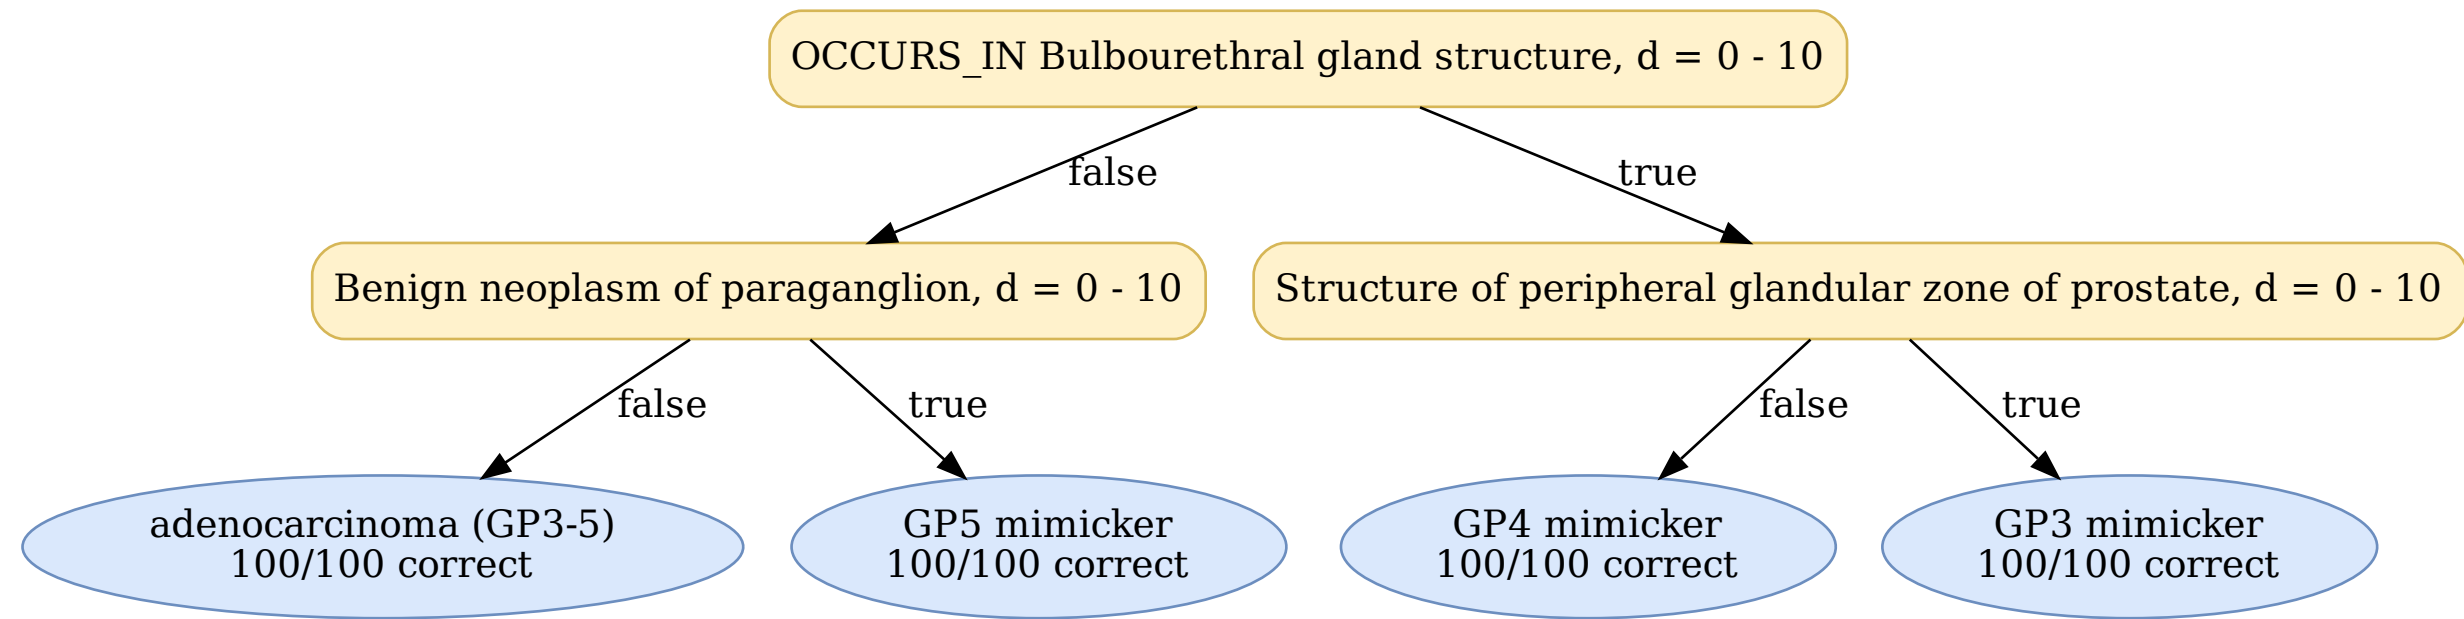 OCCURS_IN Bulbourethral gland structure, d = 0 - 10
false
true
Benign neoplasm of paraganglion, d = 0 - 10
Structure of peripheral glandular zone of prostate, d = 0 - 10
false
true
false
true
adenocarcinoma (GP3-5)
100/100 correct
GP5 mimicker
100/100 correct
GP4 mimicker
100/100 correct
GP3 mimicker
100/100 correct